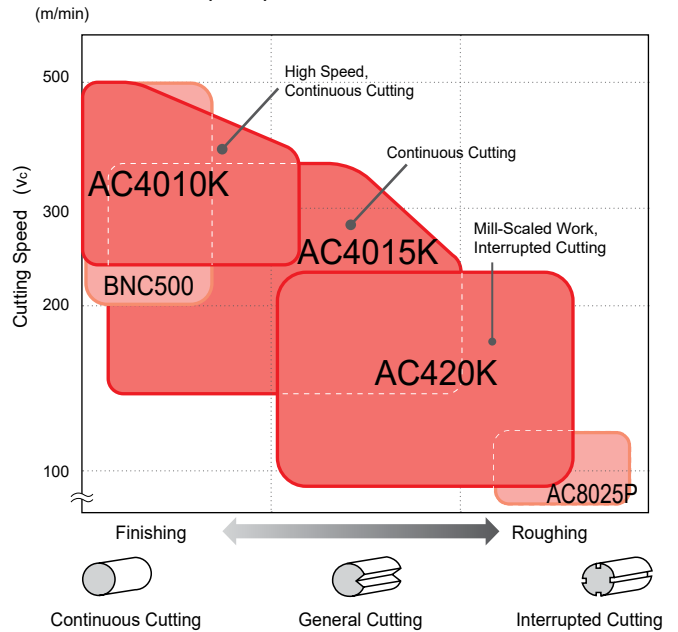 (m/min)
500
High Speed,
Continuous Cutting
Continuous Cutting
AC4010K
300
Mill-Scaled Work,
Interrupted Cutting
AC4015K
Cutting Speed (vc)
BNC500
200
AC420K
100
AC8025P
Finishing
Roughing
Continuous Cutting
General Cutting
Interrupted Cutting